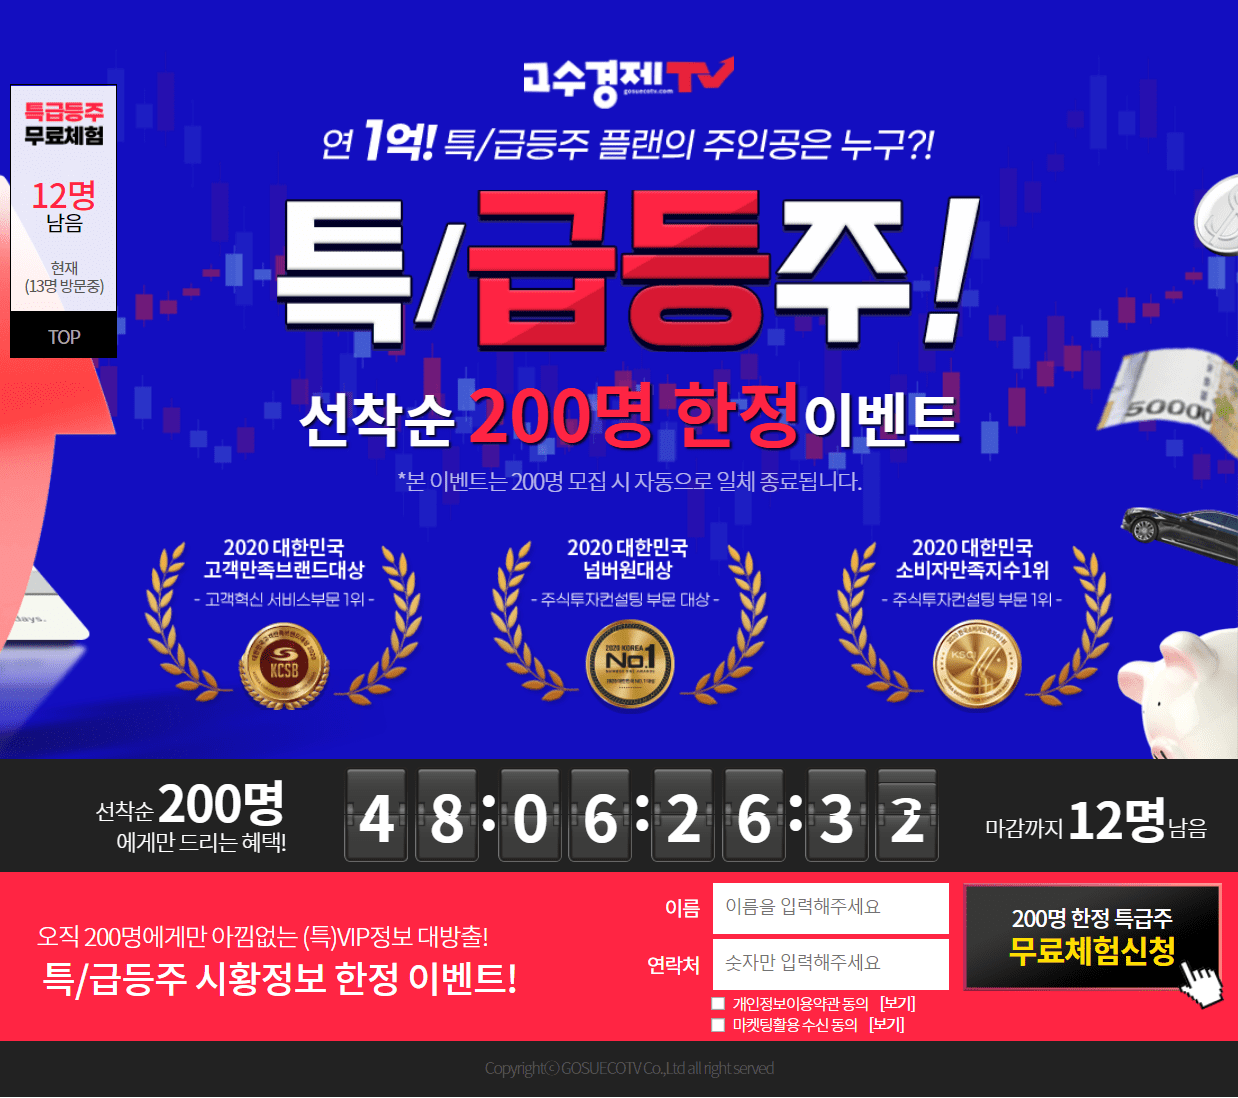 고수경제TV
gosuecotv.com
연 1억! 특/급등주 플랜의 주인공은 누구?!
특/급등주!
선착순 200명 한정이벤트
*본 이벤트는 200명 모집 시 자동으로 일체 종료됩니다.
특급등주
무료체험
12명
남음
현재
(13명 방문중)
TOP
50000
days.
2020 대한민국
고객만족브랜드대상
- 고객혁신 서비스부문 1위 -
KCSB
2020 대한민국
넘버원대상
- 주식투자컨설팅 부문 대상 -
2020 KOREA
No.1
2020 대한민국
소비자만족지수1위
- 주식투자컨설팅 부문 1위 -
KSCI
선착순 200명
에게만 드리는 혜택!
48:06:26:32
마감까지 12명남음
오직 200명에게만 아낌없는 (특)VIP정보 대방출!
특/급등주 시황정보 한정 이벤트!
이름 이름을 입력해주세요
연락처 숫자만 입력해주세요
개인정보이용약관 동의 [보기]
마케팅활용 수신 동의 [보기]
200명 한정 특급주
무료체험신청
Copyrightⓒ GOSUECOTV Co.,Ltd all right served